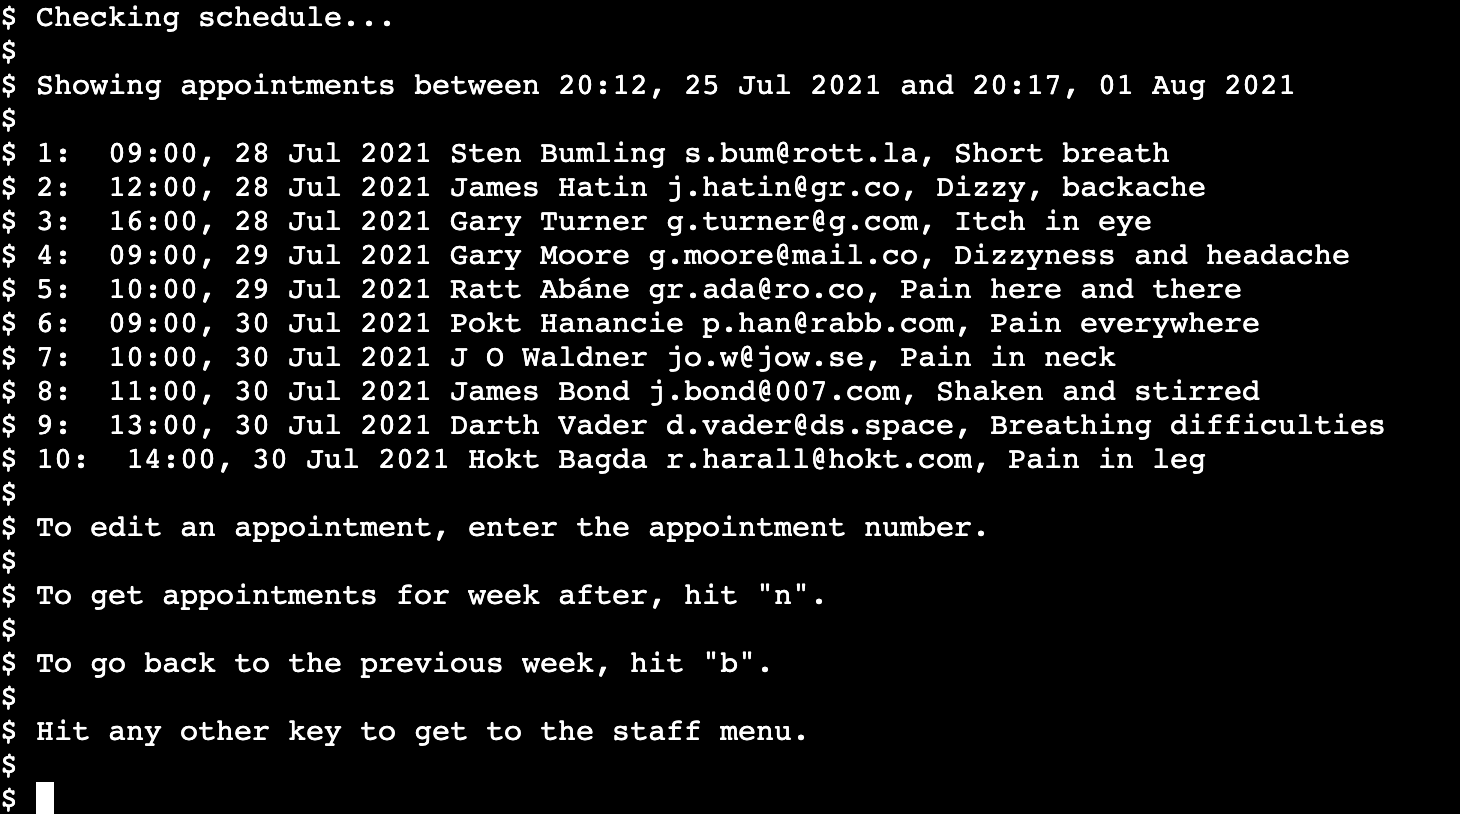 $ Checking schedule...
$
$ Showing appointments between 20:12, 25 Jul 2021 and 20:17, 01 Aug 2021
$
$ 1:  09:00, 28 Jul 2021 Sten Bumling s.bum@rott.la, Short breath
$ 2:  12:00, 28 Jul 2021 James Hatin j.hatin@gr.co, Dizzy, backache
$ 3:  16:00, 28 Jul 2021 Gary Turner g.turner@g.com, Itch in eye
$ 4:  09:00, 29 Jul 2021 Gary Moore g.moore@mail.co, Dizzyness and headache
$ 5:  10:00, 29 Jul 2021 Ratt Abáne gr.ada@ro.co, Pain here and there
$ 6:  09:00, 30 Jul 2021 Pokt Hanancie p.han@rabb.com, Pain everywhere
$ 7:  10:00, 30 Jul 2021 J O Waldner jo.w@jow.se, Pain in neck
$ 8:  11:00, 30 Jul 2021 James Bond j.bond@007.com, Shaken and stirred
$ 9:  13:00, 30 Jul 2021 Darth Vader d.vader@ds.space, Breathing difficulties
$ 10:  14:00, 30 Jul 2021 Hokt Bagda r.harall@hokt.com, Pain in leg
$
$ To edit an appointment, enter the appointment number.
$
$ To get appointments for week after, hit "n".
$
$ To go back to the previous week, hit "b".
$
$ Hit any other key to get to the staff menu.
$
$